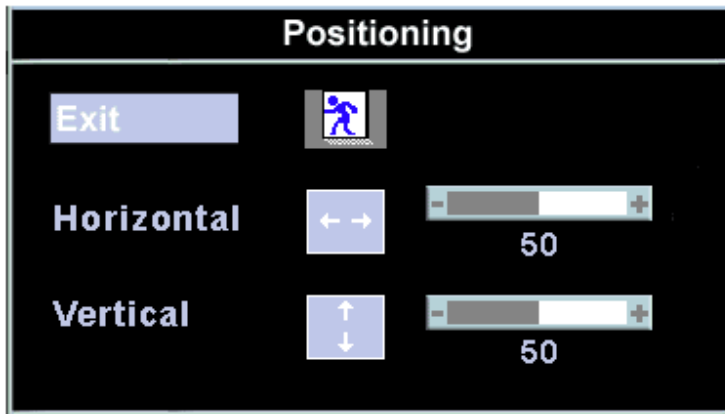 Positioning
Exit
Horizontal
- +
50
Vertical
- +
50